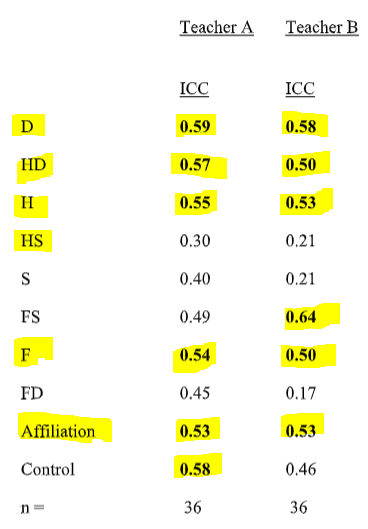 Teacher A Teacher B
ICC ICC
D 0.59 0.58
HD 0.57 0.50
H 0.55 0.53
HS 0.30 0.21
S 0.40 0.21
FS 0.49 0.64
F 0.54 0.50
FD 0.45 0.17
Affiliation 0.53 0.53
Control 0.58 0.46
n = 36 36